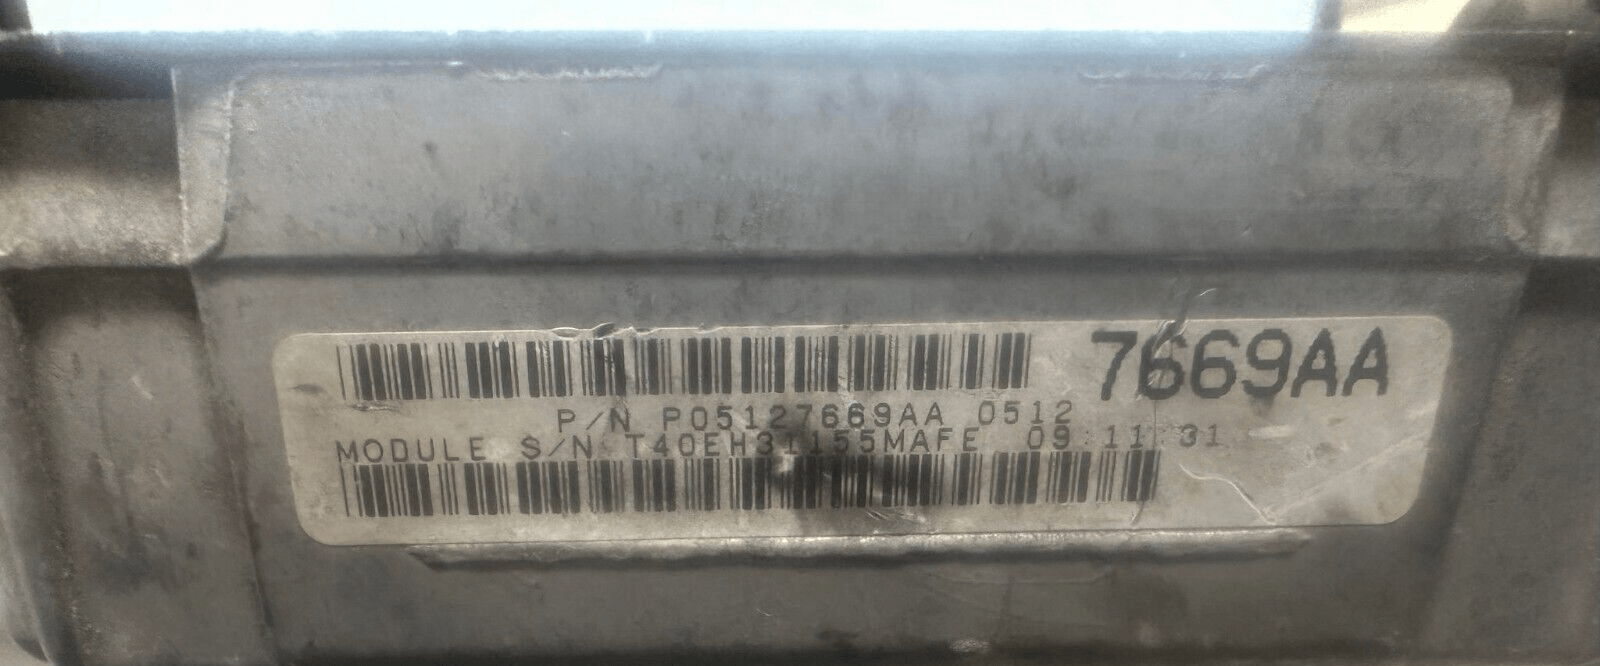 7669AA
P/N P05127669AA 0512
MODULE S/N T40EH31155MAFE 09:11:31